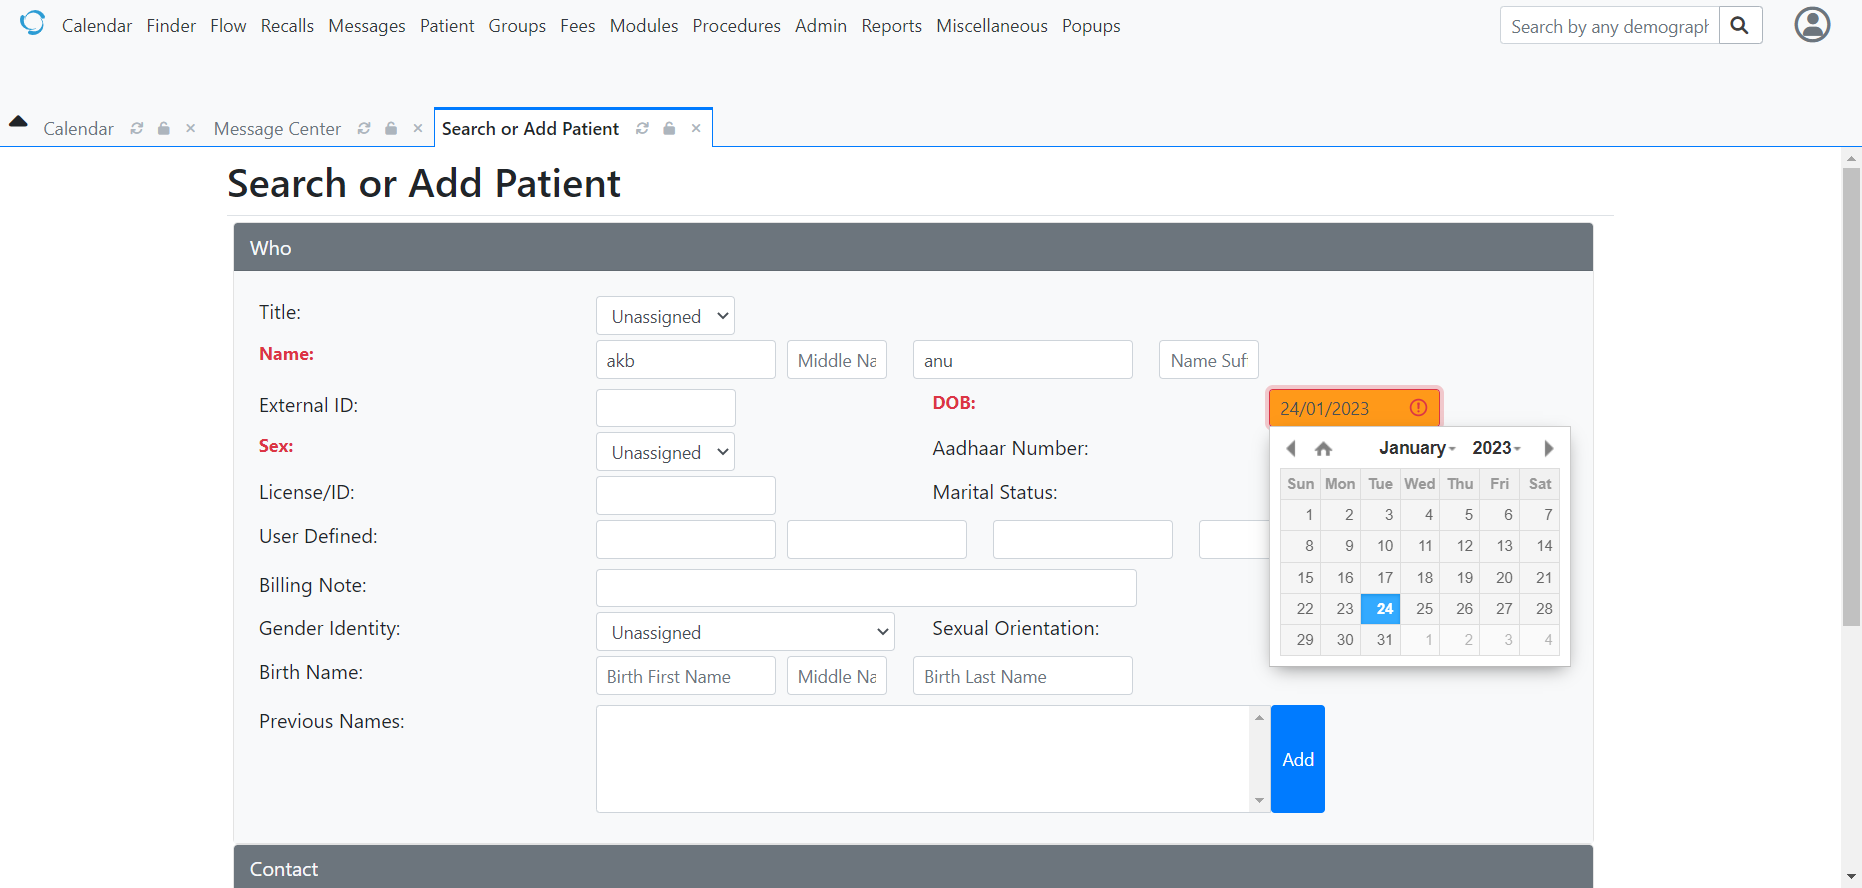 Calendar Finder Flow Recalls Messages Patient Groups Fees Modules Procedures Admin Reports Miscellaneous Popups
Search by any demograph
Calendar Message Center Search or Add Patient
Search or Add Patient
Who
Title: Unassigned
Name: akb Middle Na anu Name Suf
External ID: DOB: 24/01/2023
Sex: Unassigned Aadhaar Number:
License/ID: Marital Status:
User Defined:
Billing Note:
Gender Identity: Unassigned Sexual Orientation:
Birth Name: Birth First Name Middle Na Birth Last Name
Previous Names:
Add
January 2023
Sun Mon Tue Wed Thu Fri Sat
1 2 3 4 5 6 7
8 9 10 11 12 13 14
15 16 17 18 19 20 21
22 23 24 25 26 27 28
29 30 31 1 2 3 4
Contact